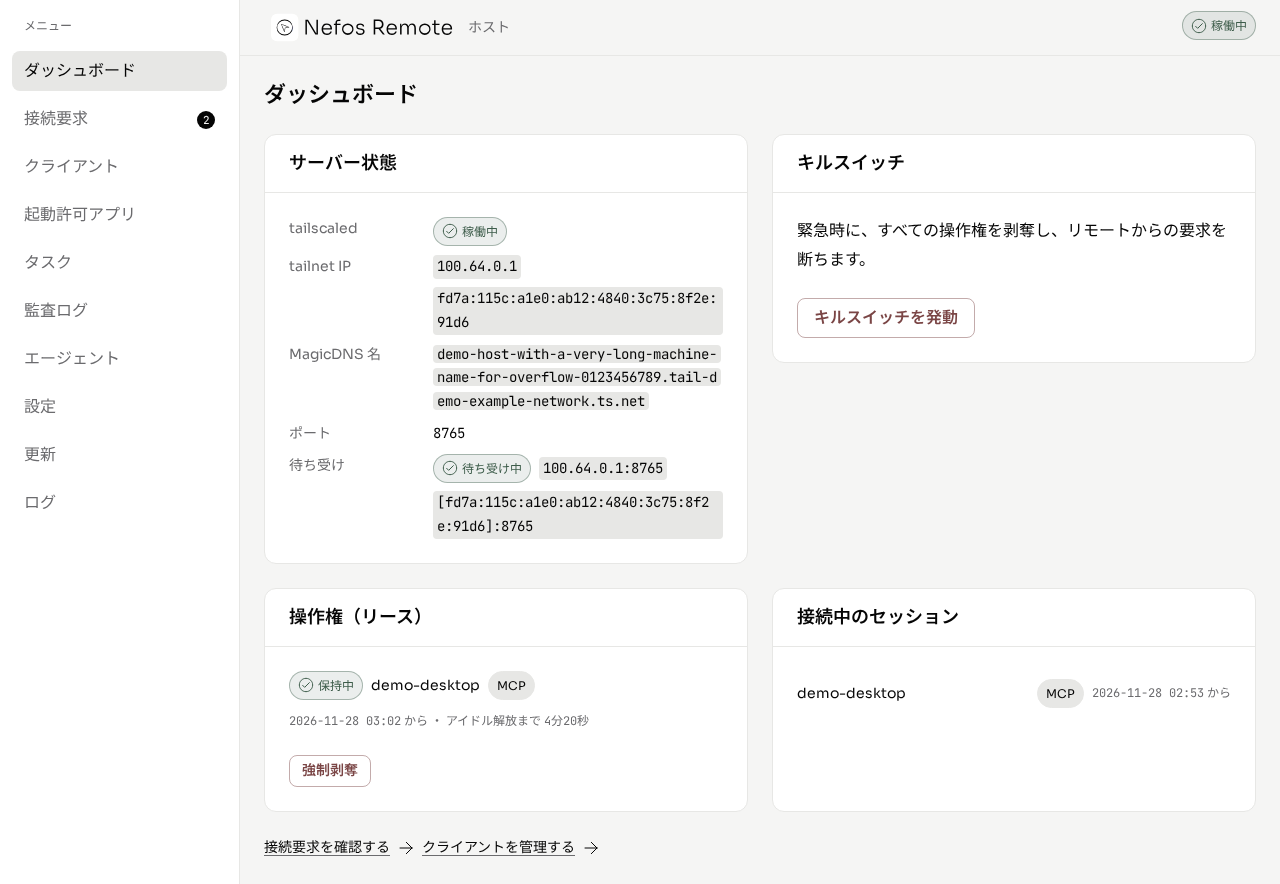 メニュー
ダッシュボード
接続要求 2
クライアント
起動許可アプリ
タスク
監査ログ
エージェント
設定
更新
ログ
Nefos Remote ホスト
稼働中
ダッシュボード
サーバー状態
tailscaled 稼働中
tailnet IP 100.64.0.1
fd7a:115c:a1e0:ab12:4840:3c75:8f2e:
91d6
MagicDNS 名 demo-host-with-a-very-long-machine-
name-for-overflow-0123456789.tail-d
emo-example-network.ts.net
ポート 8765
待ち受け 待ち受け中 100.64.0.1:8765
[fd7a:115c:a1e0:ab12:4840:3c75:8f2
e:91d6]:8765
キルスイッチ
緊急時に、すべての操作権を剥奪し、リモートからの要求を
断ちます。
キルスイッチを発動
操作権（リース）
保持中 demo-desktop MCP
2026-11-28 03:02 から ・ アイドル解放まで 4分20秒
強制剥奪
接続中のセッション
demo-desktop MCP 2026-11-28 02:53 から
接続要求を確認する → クライアントを管理する →